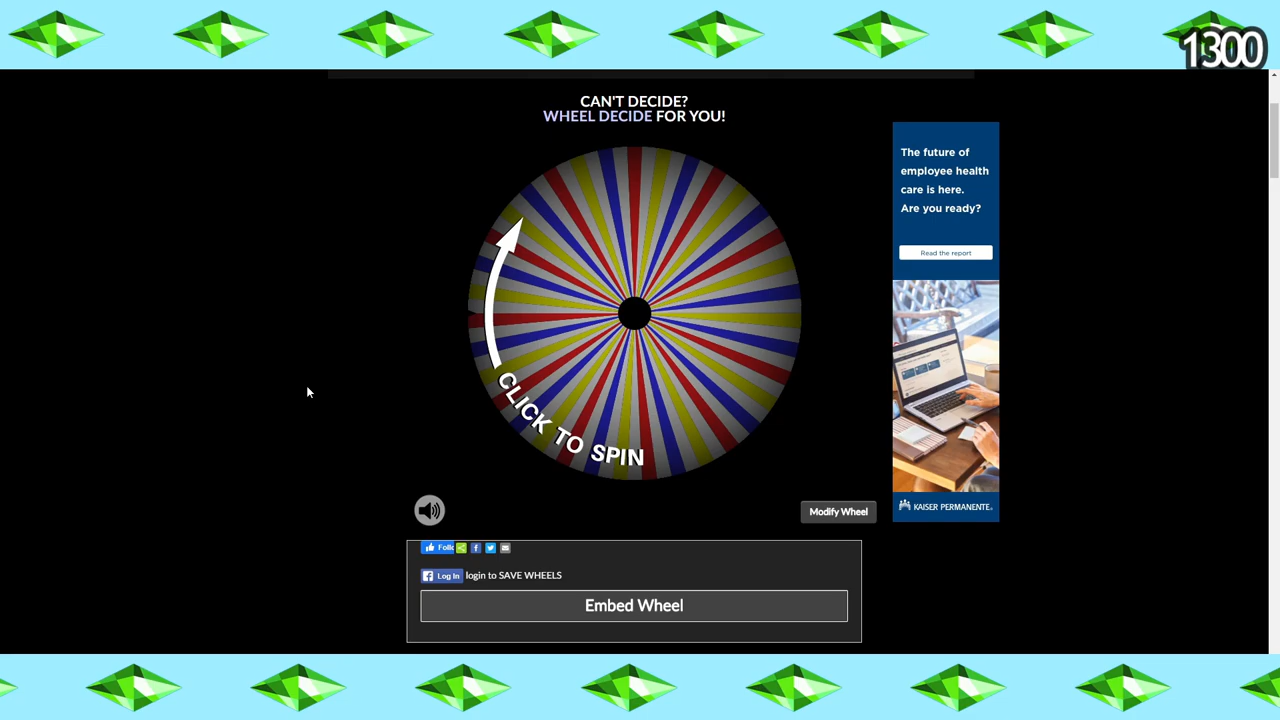 1300
CAN'T DECIDE?
WHEEL DECIDE FOR YOU!
The future of
employee health
care is here.
Are you ready?
Read the report
CLICK TO SPIN
KAISER PERMANENTE.
Modify Wheel
Follo
Log In login to SAVE WHEELS
Embed Wheel